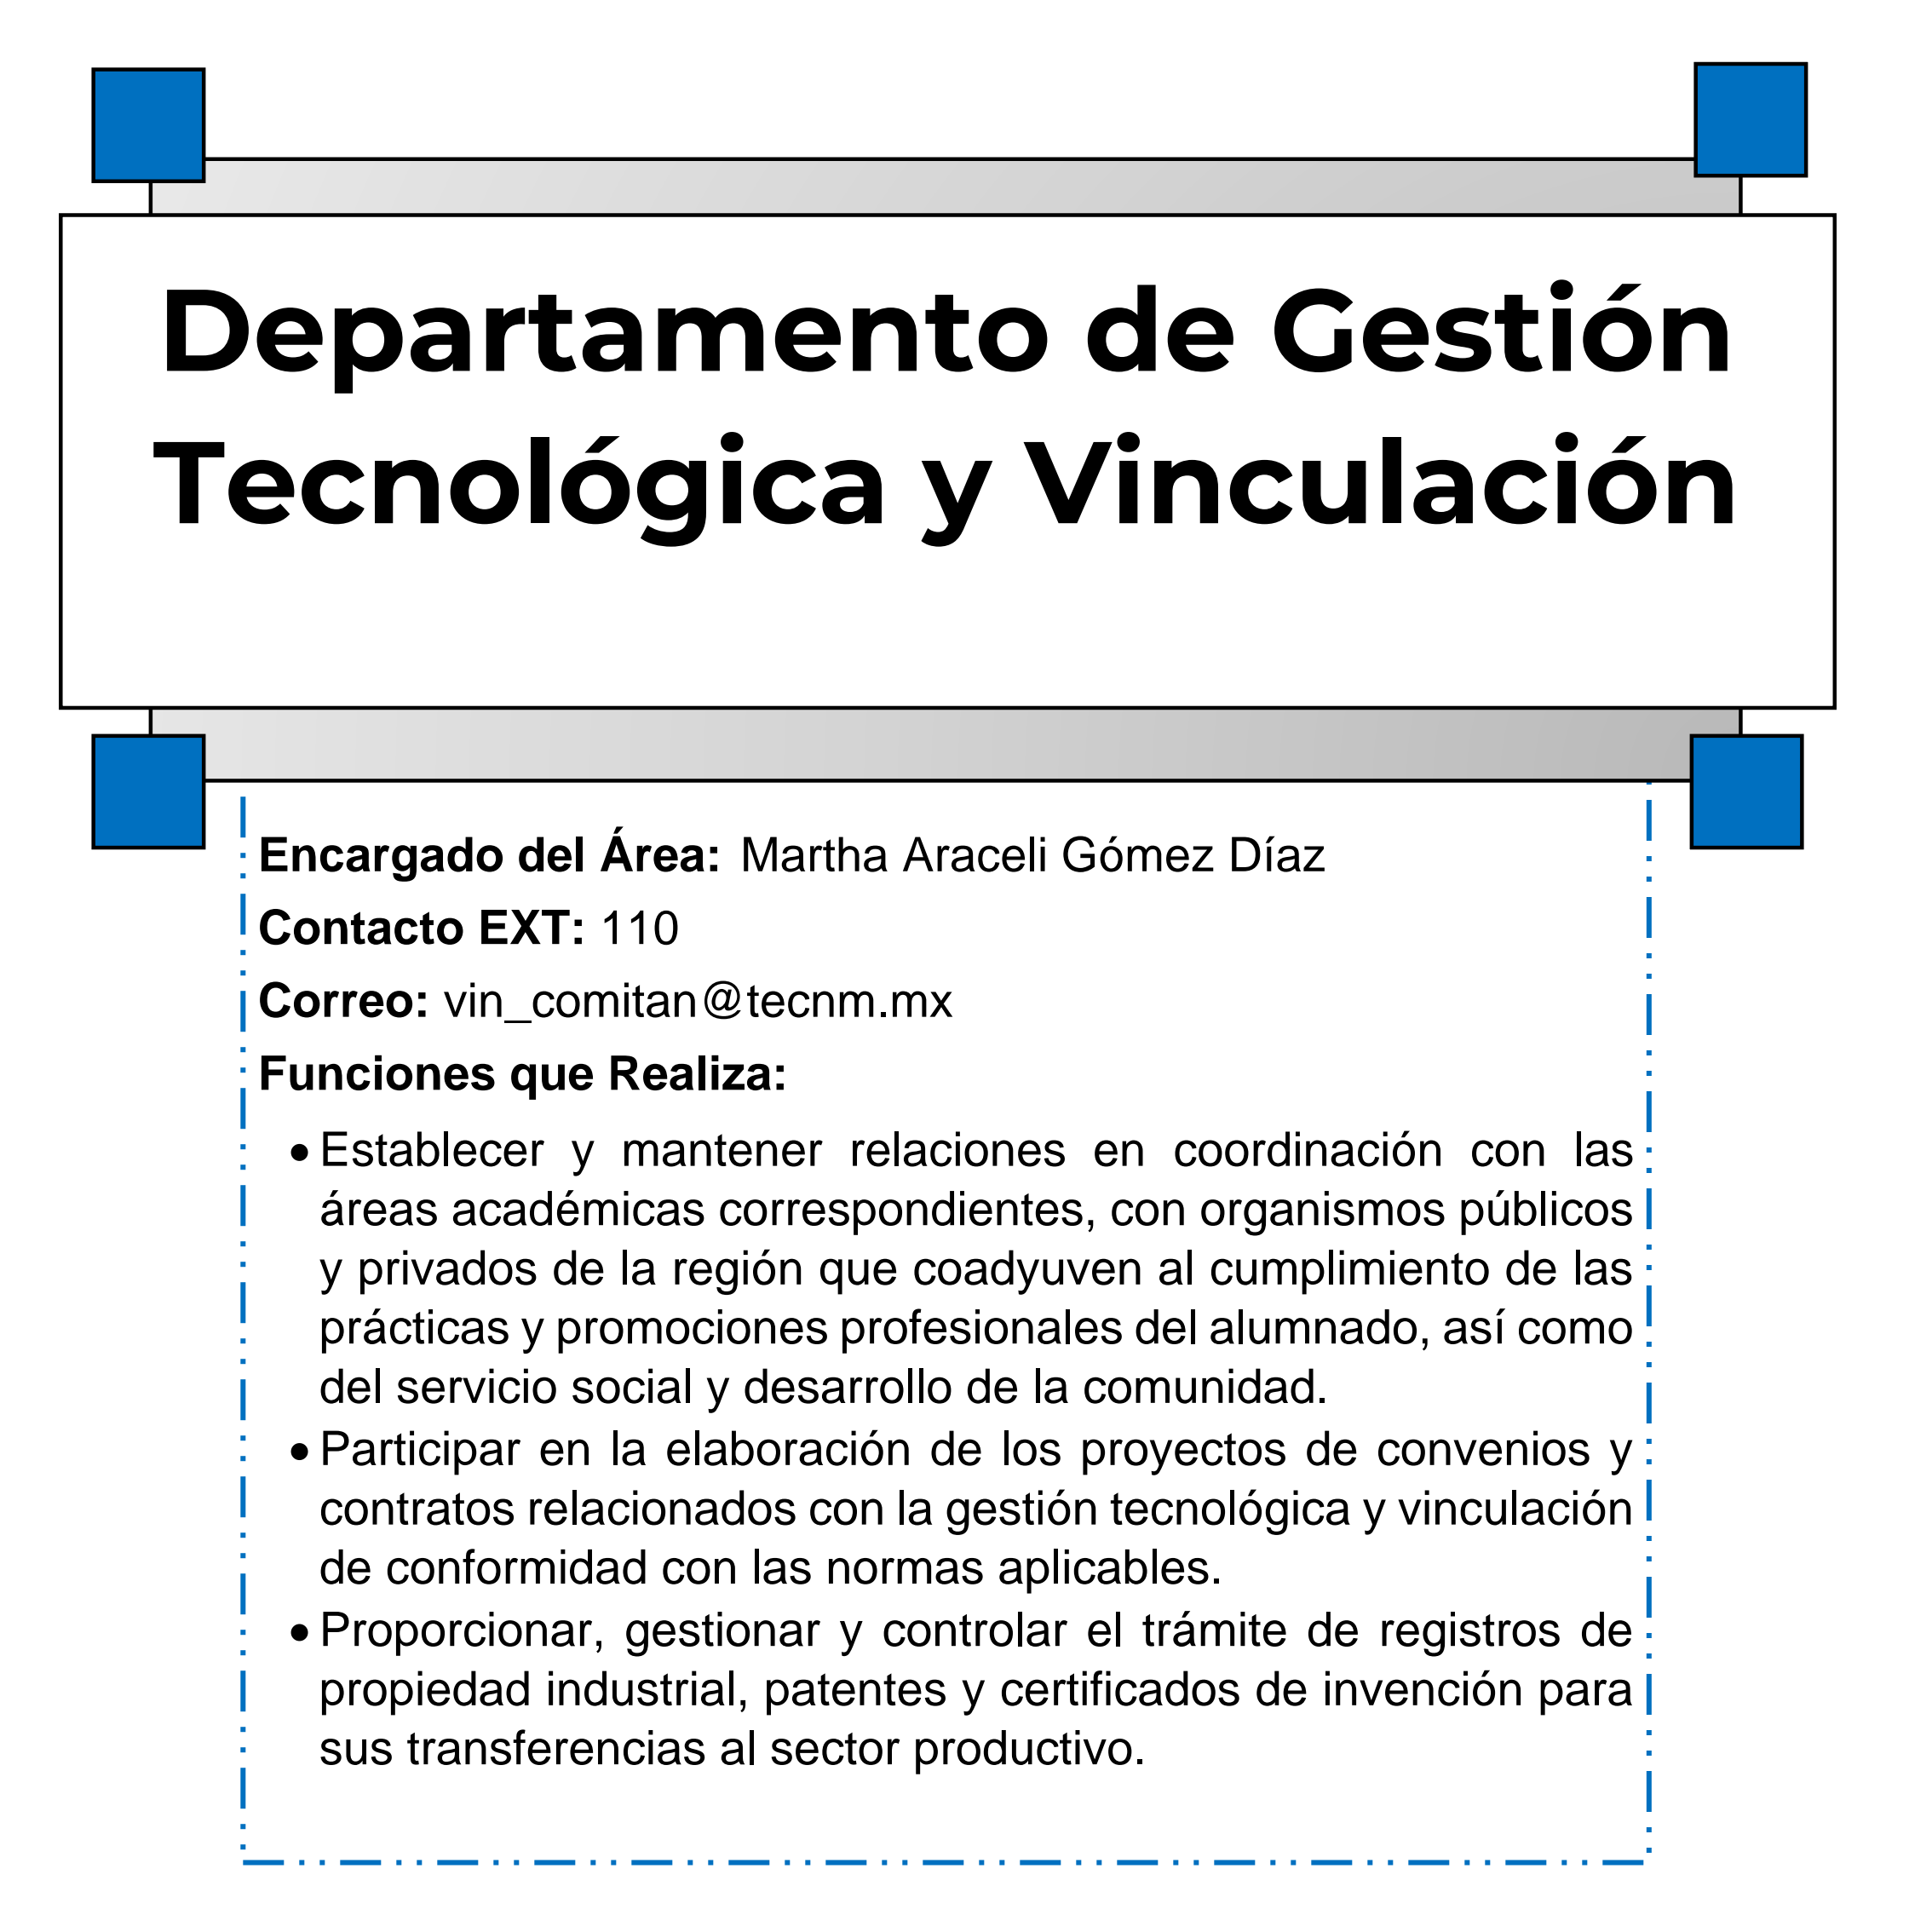 Departamento de Gestión
Tecnológica y Vinculación
Encargado del Área: Martha Araceli Gómez Díaz
Contacto EXT: 110
Correo: vin_comitan@tecnm.mx
Funciones que Realiza:
• Establecer y mantener relaciones en coordinación con las
áreas académicas correspondientes, con organismos públicos
y privados de la región que coadyuven al cumplimiento de las
prácticas y promociones profesionales del alumnado, así como
del servicio social y desarrollo de la comunidad.
• Participar en la elaboración de los proyectos de convenios y
contratos relacionados con la gestión tecnológica y vinculación
de conformidad con las normas aplicables.
• Proporcionar, gestionar y controlar el trámite de registros de
propiedad industrial, patentes y certificados de invención para
sus transferencias al sector productivo.